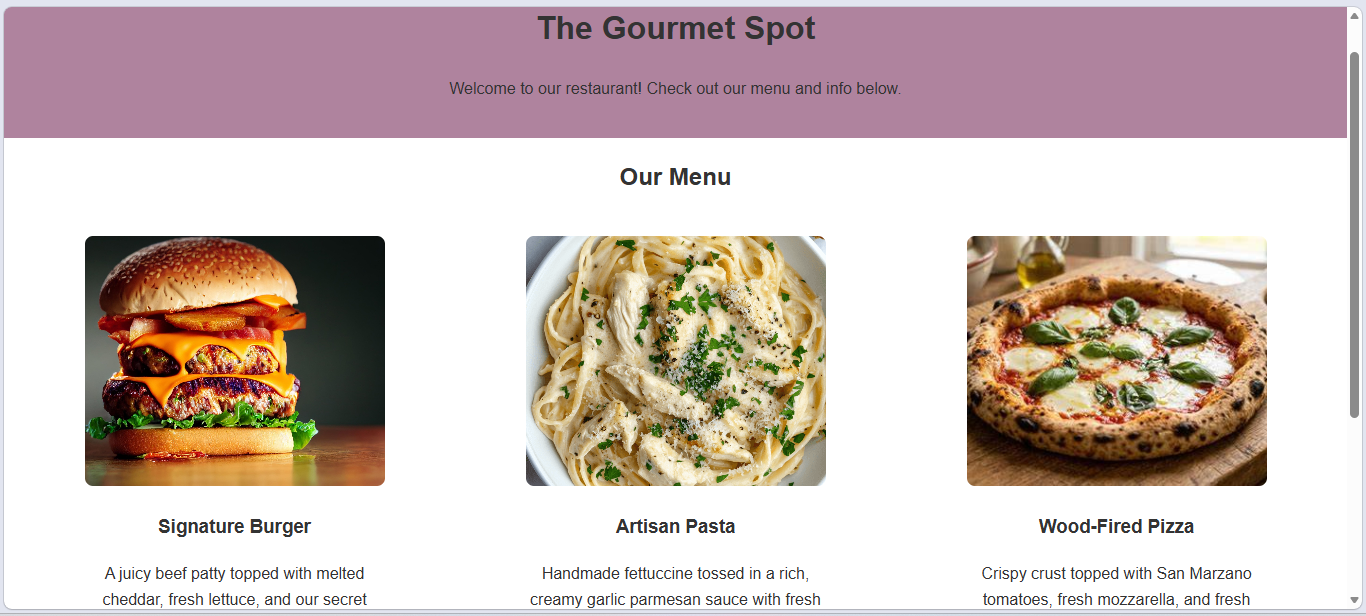 The Gourmet Spot
Welcome to our restaurant! Check out our menu and info below.
Our Menu
Signature Burger
A juicy beef patty topped with melted
cheddar, fresh lettuce, and our secret
Artisan Pasta
Handmade fettuccine tossed in a rich,
creamy garlic parmesan sauce with fresh
Wood-Fired Pizza
Crispy crust topped with San Marzano
tomatoes, fresh mozzarella, and fresh